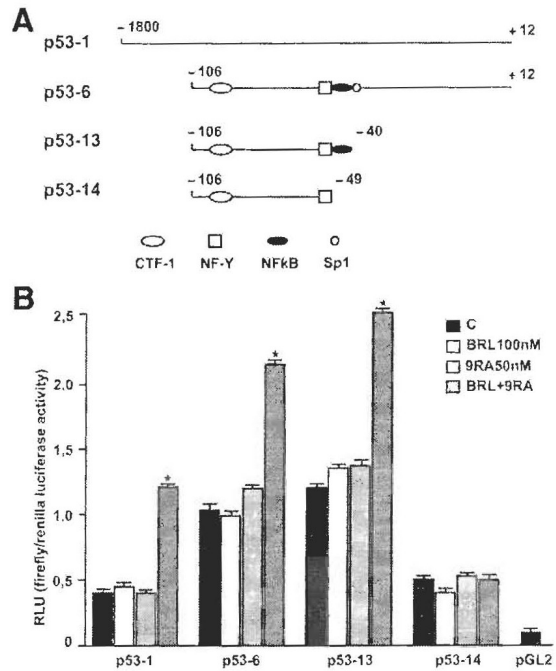 A
-1800
+12
p53-1
-106
+12
p53-6
-106
-40
p53-13
-106
-49
p53-14
CTF-1 NF-Y NFkB Sp1
B
2,5
2.0
1.5
1.0
0,5
0
RLU (firefly/renilla luciferase activity)
C
BRL100nM
9RA50nM
BRL+9RA
*
*
*
p53-1 p53-6 p53-13 p53-14 pGL2